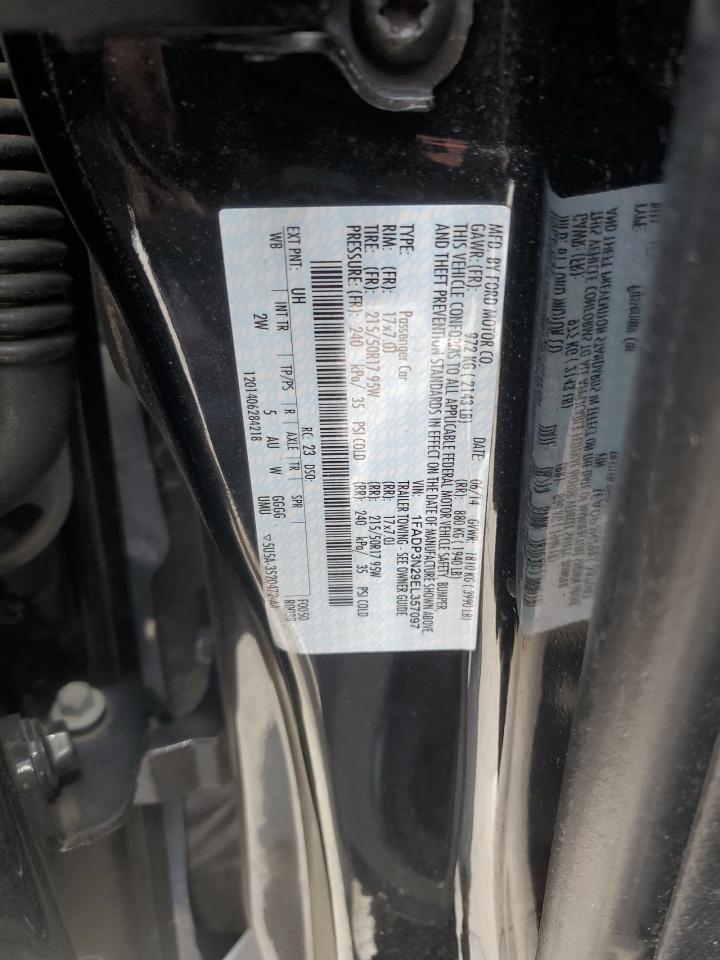 MFD. BY FORD MOTOR CO.
DATE: 06/14 GVWR: 1810 KG (3990 LB)
GAWR: (FR): 972 KG (2143 LB) (RR): 880 KG (1940 LB)
THIS VEHICLE CONFORMS TO ALL APPLICABLE FEDERAL MOTOR VEHICLE SAFETY, BUMPER,
AND THEFT PREVENTION STANDARDS IN EFFECT ON THE DATE OF MANUFACTURE SHOWN ABOVE.
VIN: 1FADP3N29EL357097
TYPE: Passenger Car TRAILER TOWING - SEE OWNER GUIDE
RIM: (FR): 17x7.0J (RR): 17x7.0J
TIRE: (FR): 215/50R17 95W (RR): 215/50R17 95W
PRESSURE: (FR): 240 kPa/ 35 PSI COLD (RR): 240 kPa/ 35 PSI COLD
RC: 23 DSO: F0050
EXT PNT: UH
INT TR TP/PS R AXLE TR SPR
WB 2W 5 AU W GGGG UMU
1201406284218